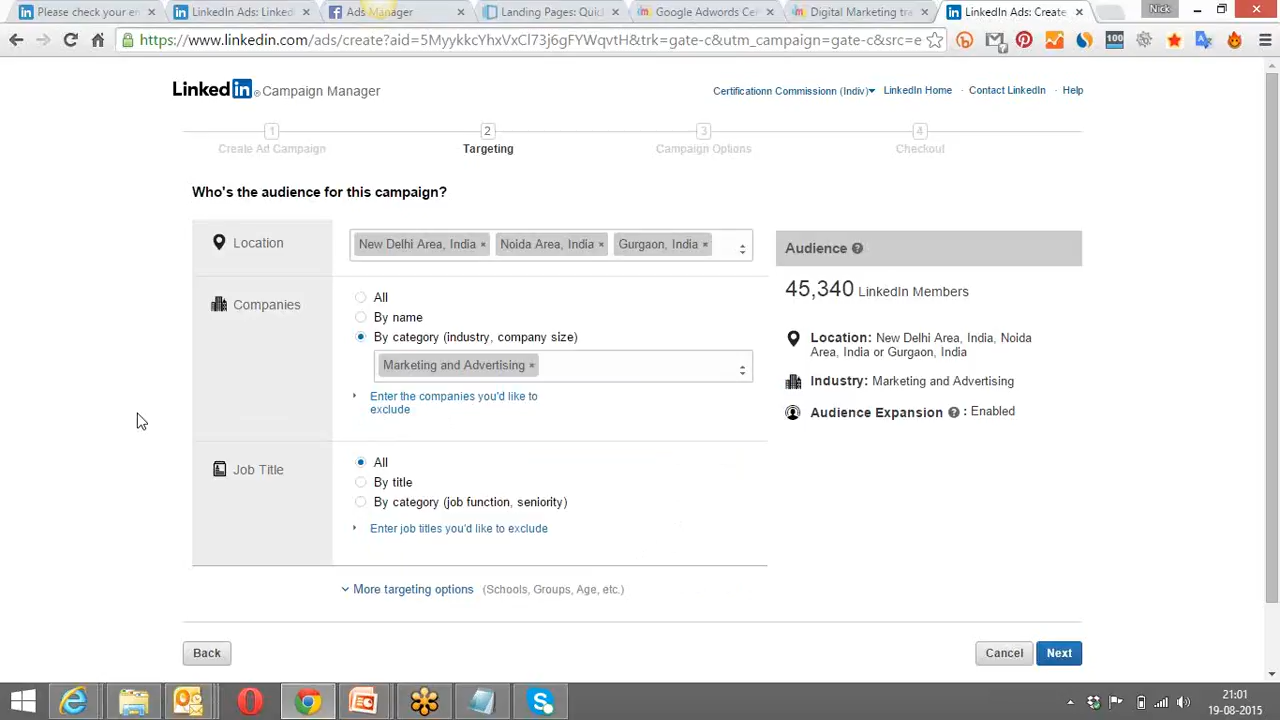 Please check your en
LinkedIn Ads: Linked
Ads Manager
Landing Pages: Quic
Google Adwords Ce
Digital Marketing tra
LinkedIn Ads: Create
Nick
https://www.linkedin.com/ads/create?aid=5MyykkcYhxVxCl73j6gFYWqvtH&trk=gate-c&utm_campaign=gate-c&src=e
100
Linked in Campaign Manager
Certificationn Commissionn (Indiv) LinkedIn Home · Contact LinkedIn · Help
1 2 3 4
Create Ad Campaign Targeting Campaign Options Checkout
Who's the audience for this campaign?
Location
New Delhi Area, India × Noida Area, India × Gurgaon, India ×
Companies
All
By name
By category (industry, company size)
Marketing and Advertising ×
Enter the companies you'd like to
exclude
Job Title
All
By title
By category (job function, seniority)
Enter job titles you'd like to exclude
More targeting options (Schools, Groups, Age, etc.)
Audience ?
45,340 LinkedIn Members
Location: New Delhi Area, India, Noida
Area, India or Gurgaon, India
Industry: Marketing and Advertising
Audience Expansion ? : Enabled
Back
Cancel Next
21:01
19-08-2015